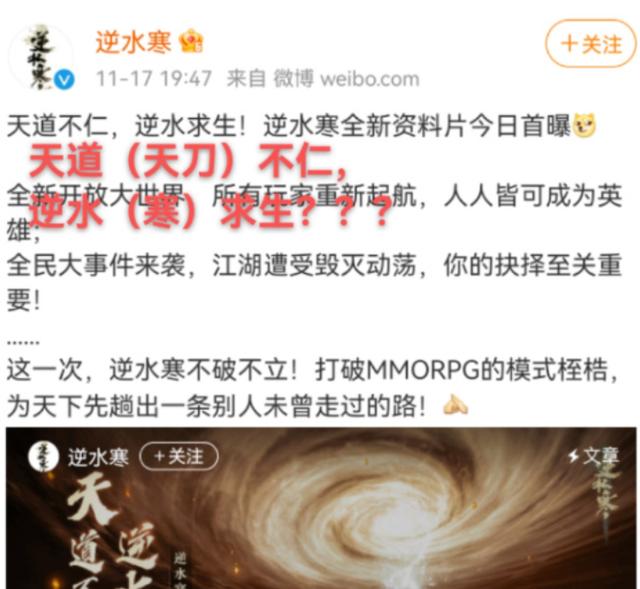 逆水寒
＋关注
11-17 19:47 来自 微博 weibo.com
天道不仁，逆水求生！逆水寒全新资料片今日首曝
天道（天刀）不仁，
全新开放大世界，所有玩家重新起航，人人皆可成为英
逆水（寒）求生？？？
雄；
全民大事件来袭，江湖遭受毁灭动荡，你的抉择至关重
要！
......
这一次，逆水寒不破不立！打破MMORPG的模式桎梏，
为天下先趟出一条别人未曾走过的路！
逆水寒
＋关注
文章
逆水寒
天道
逆水
逆水寒